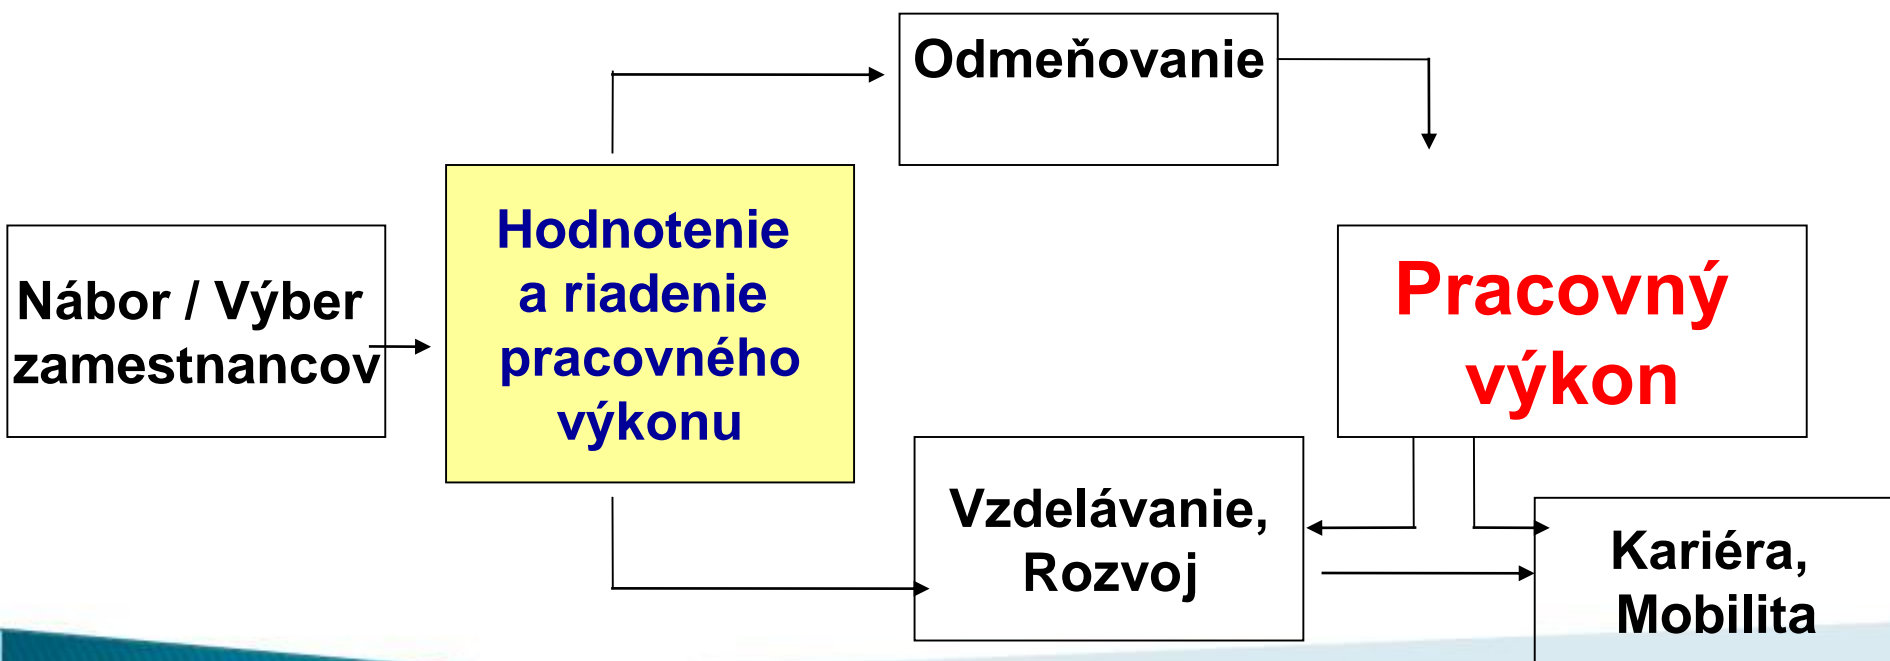 Odmeňovanie
Nábor / Výber
zamestnancov
Hodnotenie
a riadenie
pracovného
výkonu
Pracovný
výkon
Vzdelávanie,
Rozvoj
Kariéra,
Mobilita